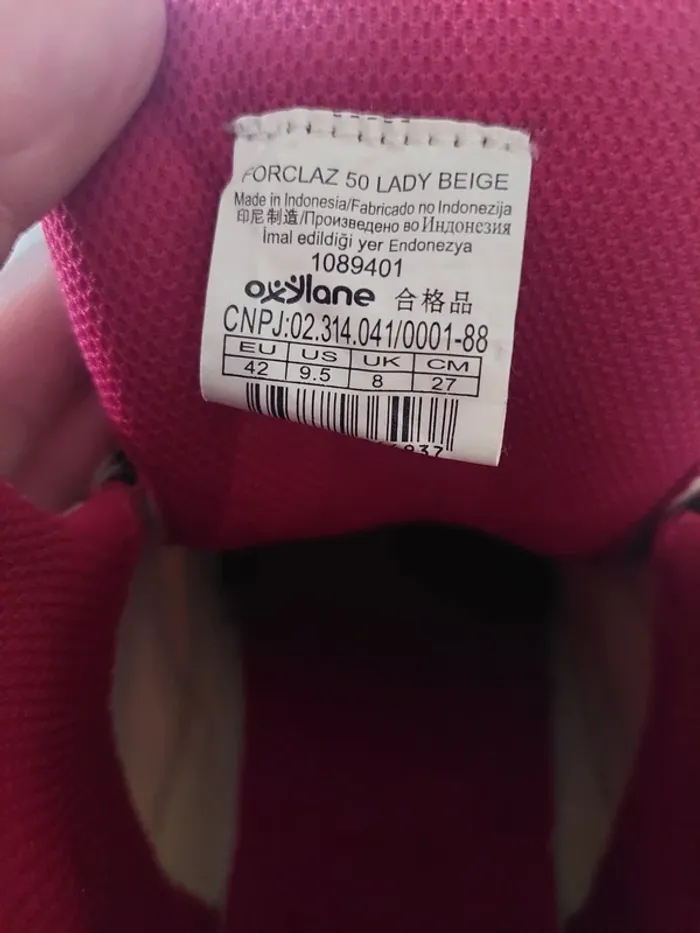 FORCLAZ 50 LADY BEIGE
Made in Indonesia/Fabricado no Indonezija
印尼制造/Произведено во Индонезия
İmal edildiği yer Endonezya
1089401
oxylane 合格品
CNPJ:02.314.041/0001-88
EU US UK CM
42 9.5 8 27